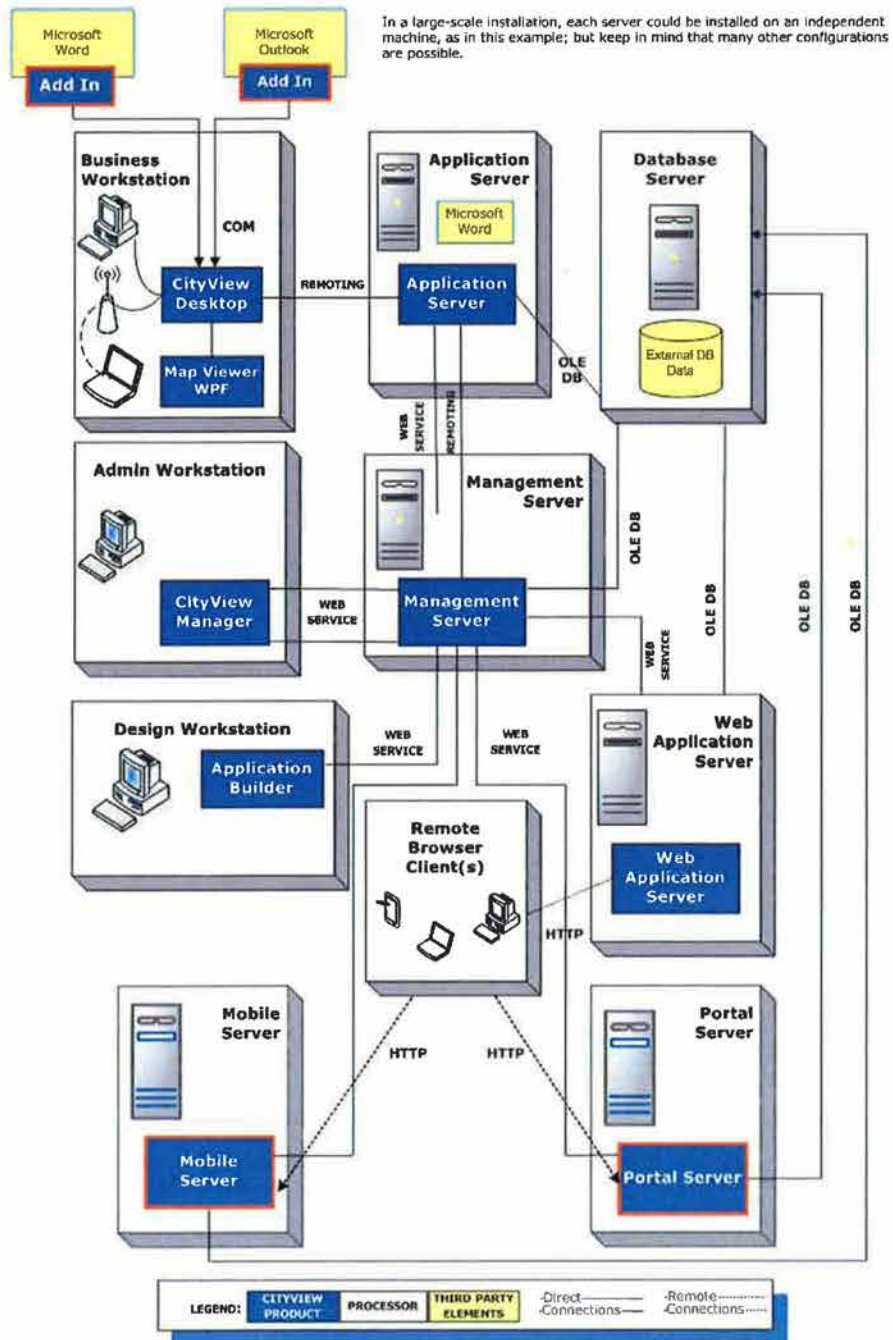 In a large-scale installation, each server could be installed on an independent
machine, as in this example; but keep in mind that many other configurations
are possible.
Microsoft
Word
Add In
Microsoft
Outlook
Add In
Business
Workstation
COM
CityView
Desktop
Map Viewer
WPF
REMOTING
Application
Server
Microsoft
Word
Application
Server
OLE
DB
Database
Server
External DB
Data
WEB
SERVICE
REMOTING
Admin Workstation
CityView
Manager
WEB
SERVICE
Management
Server
Management
Server
OLE DB
OLE DB
OLE DB
OLE DB
WEB
SERVICE
Design Workstation
Application
Builder
WEB
SERVICE
WEB
SERVICE
Web
Application
Server
Web
Application
Server
Remote
Browser
Client(s)
HTTP
Mobile
Server
Mobile
Server
HTTP
HTTP
Portal
Server
Portal Server
LEGEND:
CITYVIEW
PRODUCT
PROCESSOR
THIRD PARTY
ELEMENTS
-Direct
-Connections
-Remote
-Connections